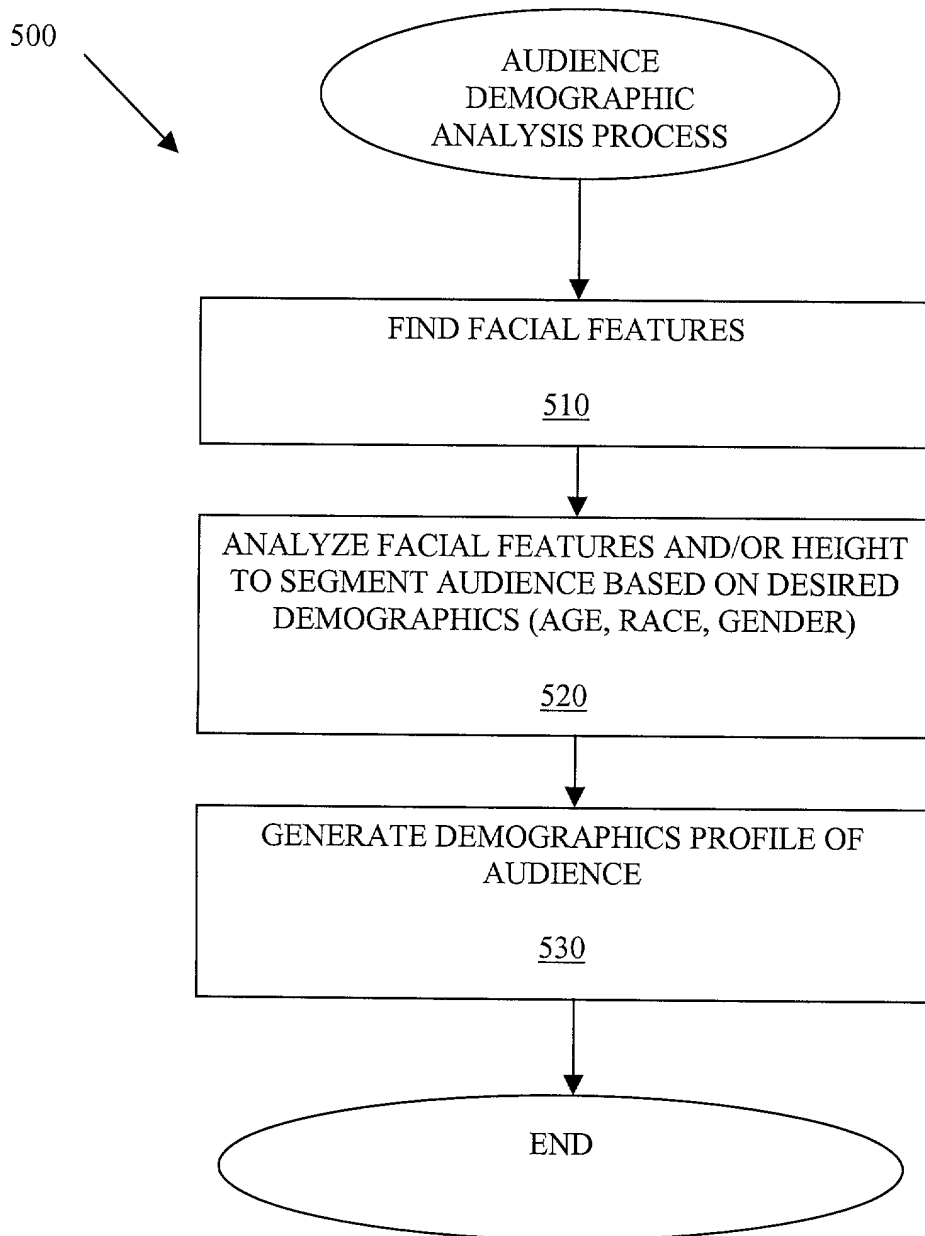 500
AUDIENCE
DEMOGRAPHIC
ANALYSIS PROCESS
FIND FACIAL FEATURES
510
ANALYZE FACIAL FEATURES AND/OR HEIGHT
TO SEGMENT AUDIENCE BASED ON DESIRED
DEMOGRAPHICS (AGE, RACE, GENDER)
520
GENERATE DEMOGRAPHICS PROFILE OF
AUDIENCE
530
END